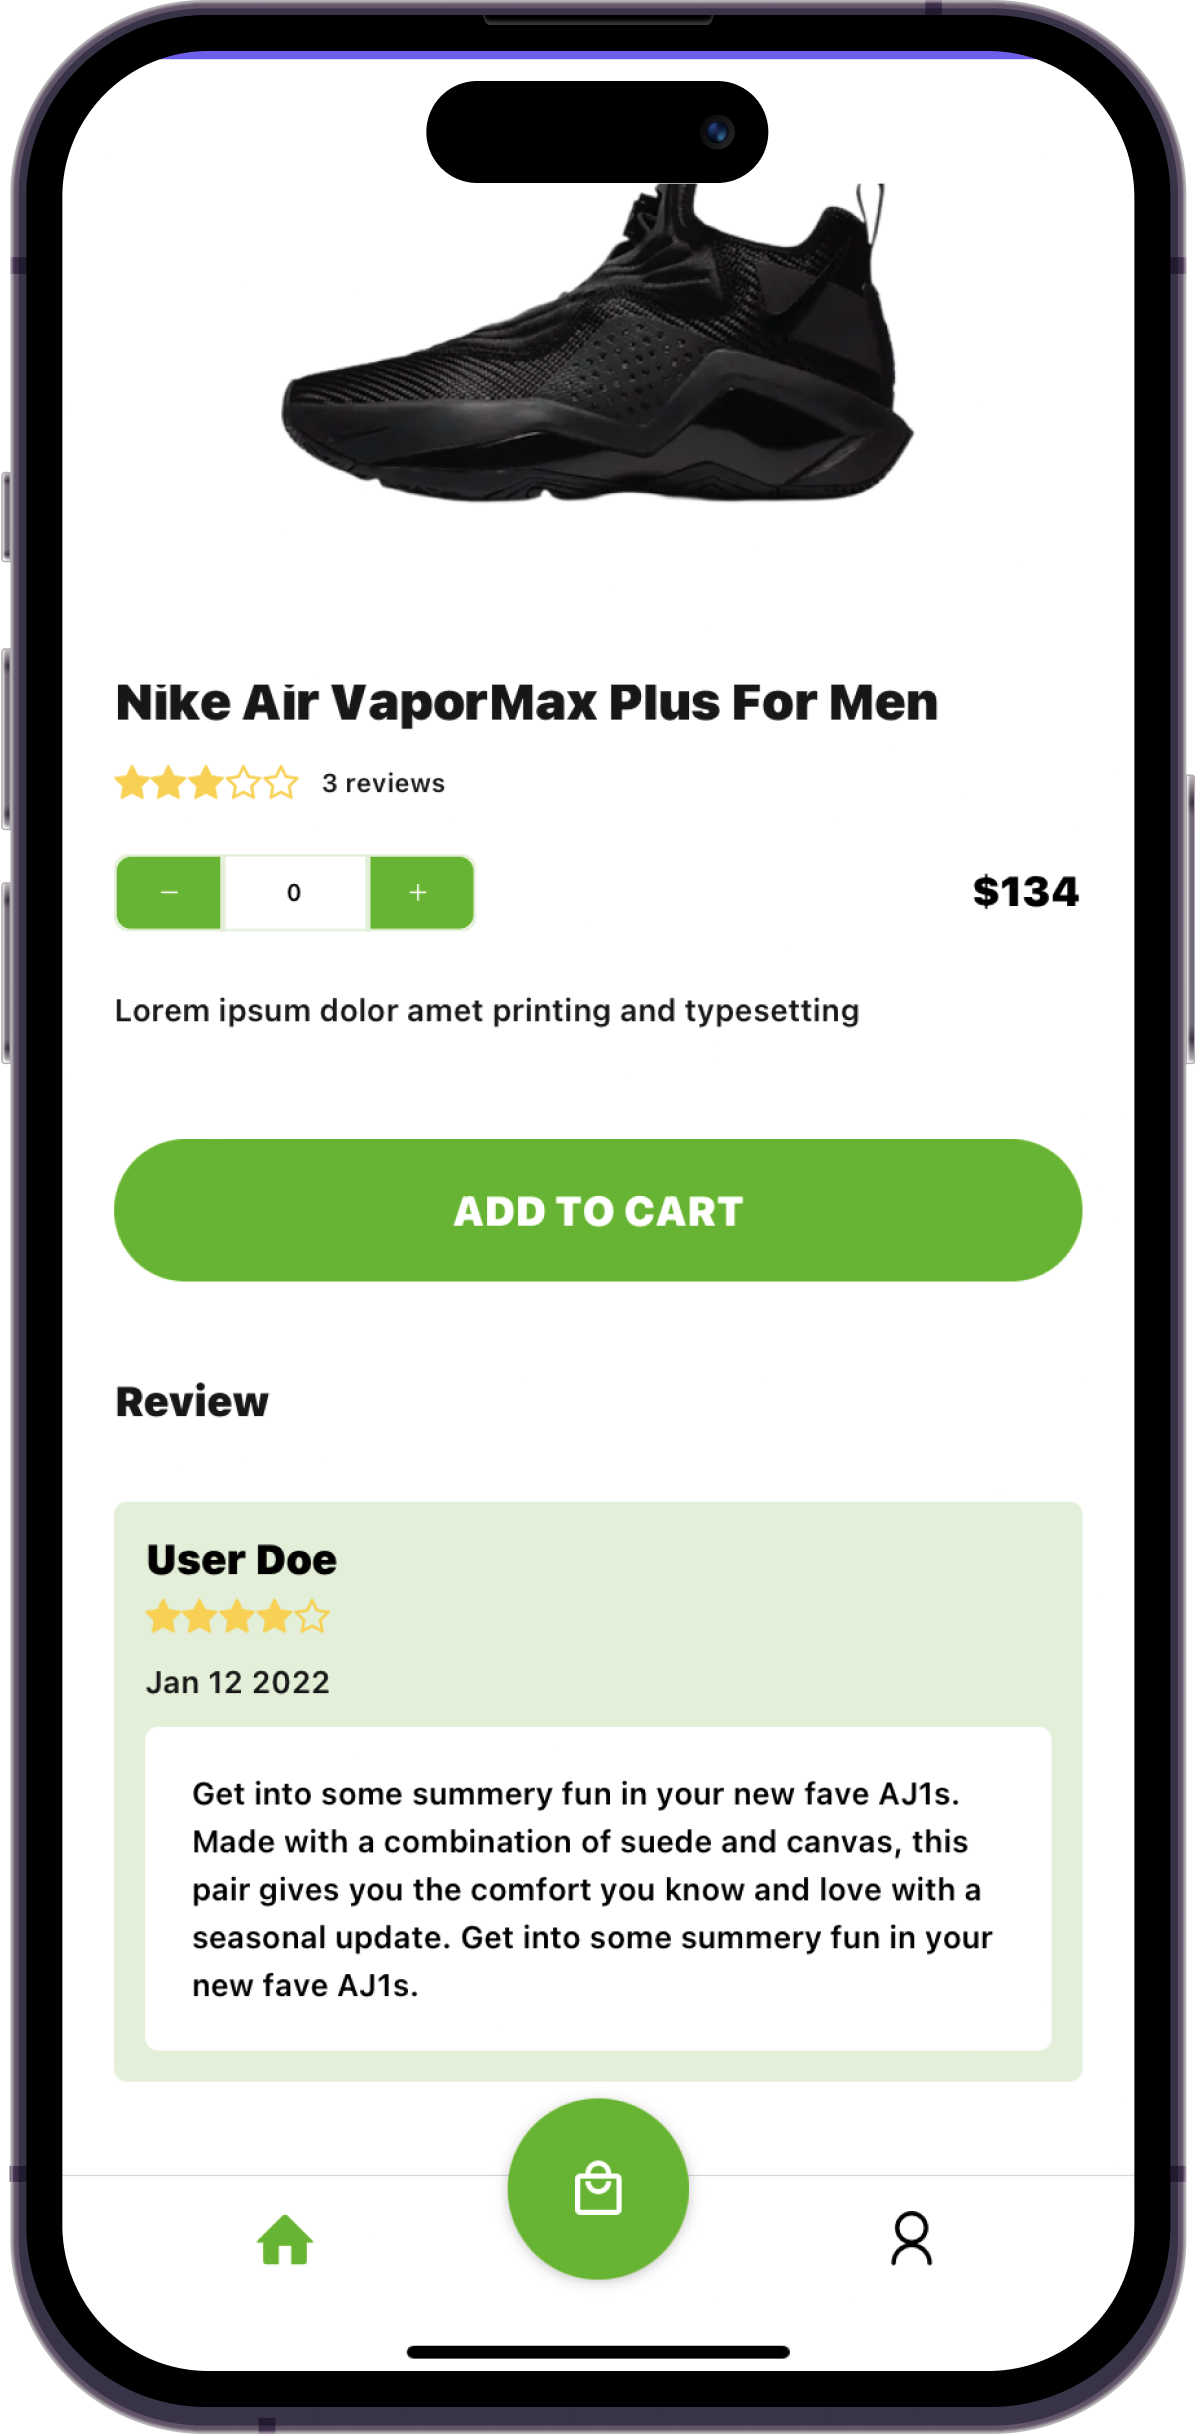 Nike Air VaporMax Plus For Men
3 reviews
− 0 +
$134
Lorem ipsum dolor amet printing and typesetting
ADD TO CART
Review
User Doe
Jan 12 2022
Get into some summery fun in your new fave AJ1s.
Made with a combination of suede and canvas, this
pair gives you the comfort you know and love with a
seasonal update. Get into some summery fun in your
new fave AJ1s.